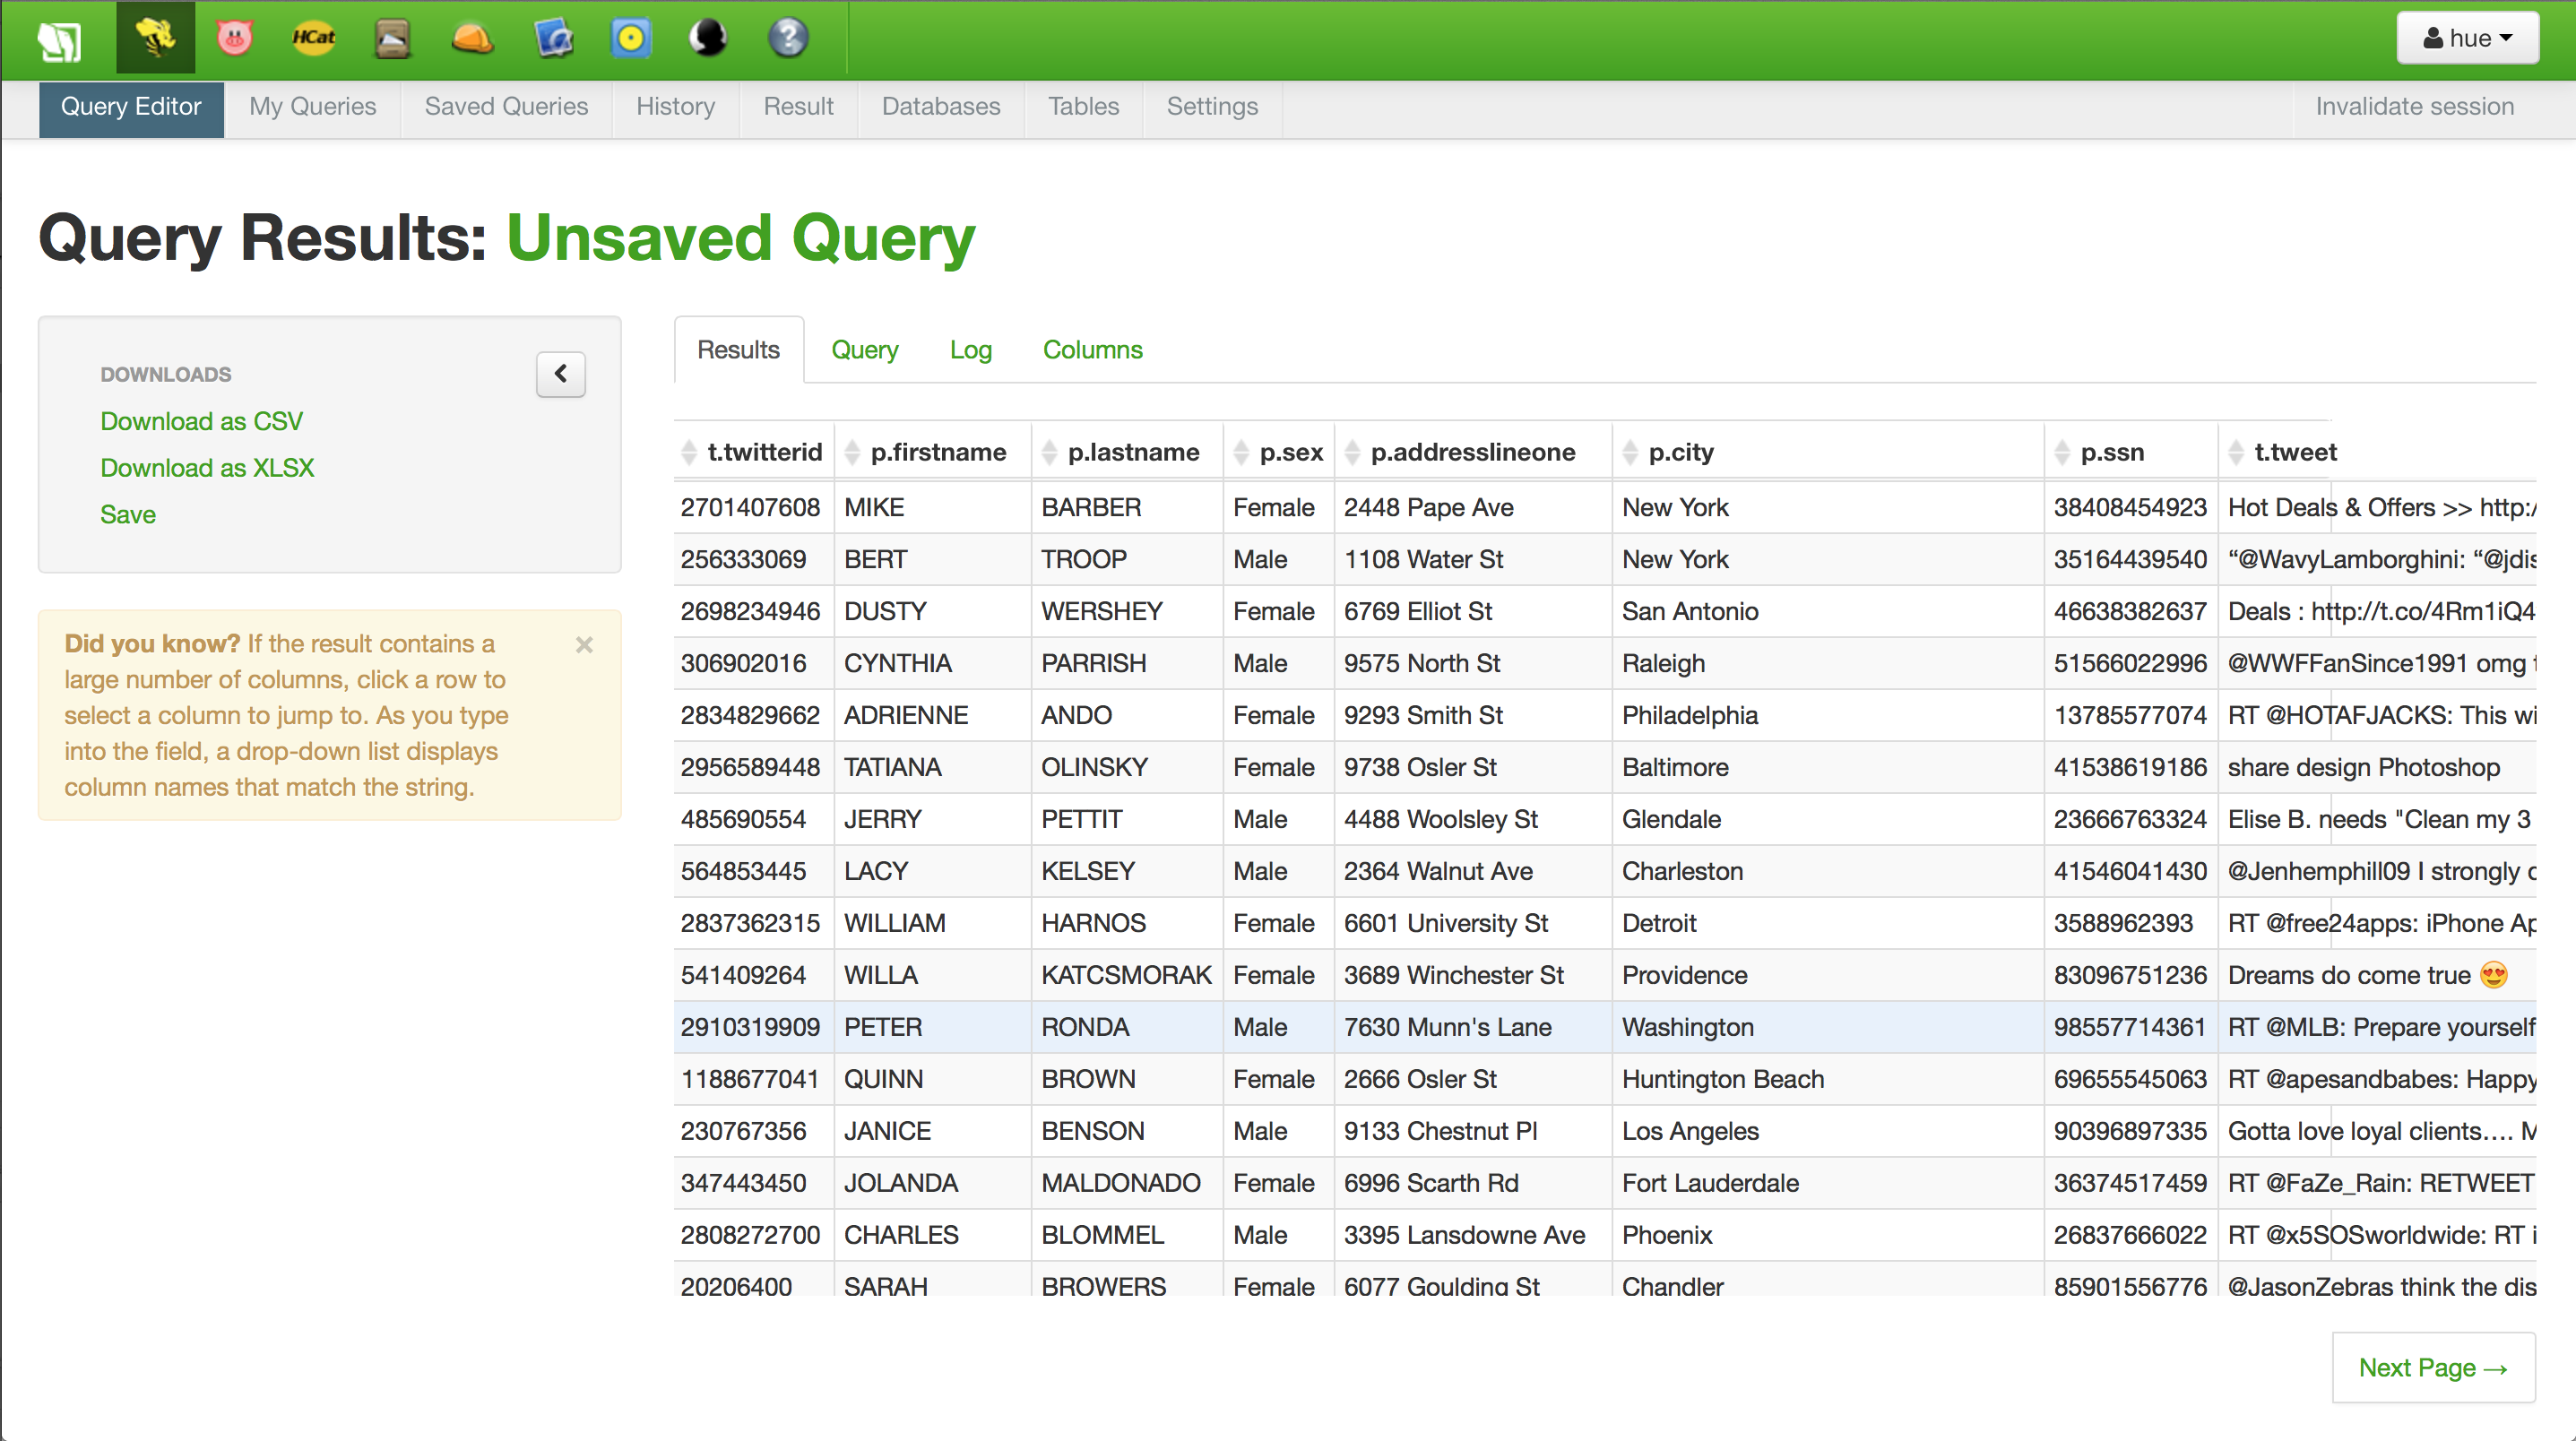 HCat
hue
Query Editor My Queries Saved Queries History Result Databases Tables Settings Invalidate session
Query Results: Unsaved Query
DOWNLOADS
Download as CSV
Download as XLSX
Save
Did you know? If the result contains a
large number of columns, click a row to
select a column to jump to. As you type
into the field, a drop-down list displays
column names that match the string.
Results Query Log Columns
t.twitterid p.firstname p.lastname p.sex p.addresslineone p.city p.ssn t.tweet
2701407608 MIKE BARBER Female 2448 Pape Ave New York 38408454923 Hot Deals & Offers >> http:/
256333069 BERT TROOP Male 1108 Water St New York 35164439540 “@WavyLamborghini: “@jdis
2698234946 DUSTY WERSHEY Female 6769 Elliot St San Antonio 46638382637 Deals : http://t.co/4Rm1iQ4
306902016 CYNTHIA PARRISH Male 9575 North St Raleigh 51566022996 @WWFFanSince1991 omg
2834829662 ADRIENNE ANDO Female 9293 Smith St Philadelphia 13785577074 RT @HOTAFJACKS: This wi
2956589448 TATIANA OLINSKY Female 9738 Osler St Baltimore 41538619186 share design Photoshop
485690554 JERRY PETTIT Male 4488 Woolsley St Glendale 23666763324 Elise B. needs "Clean my 3
564853445 LACY KELSEY Male 2364 Walnut Ave Charleston 41546041430 @Jenhemphill09 I strongly
2837362315 WILLIAM HARNOS Female 6601 University St Detroit 3588962393 RT @free24apps: iPhone Ap
541409264 WILLA KATCSMORAK Female 3689 Winchester St Providence 83096751236 Dreams do come true 😍
2910319909 PETER RONDA Male 7630 Munn's Lane Washington 98557714361 RT @MLB: Prepare yourself
1188677041 QUINN BROWN Female 2666 Osler St Huntington Beach 69655545063 RT @apesandbabes: Happy
230767356 JANICE BENSON Male 9133 Chestnut Pl Los Angeles 90396897335 Gotta love loyal clients…. M
347443450 JOLANDA MALDONADO Female 6996 Scarth Rd Fort Lauderdale 36374517459 RT @FaZe_Rain: RETWEET
2808272700 CHARLES BLOMMEL Male 3395 Lansdowne Ave Phoenix 26837666022 RT @x5SOSworldwide: RT i
20206400 SARAH BROWERS Female 6077 Goulding St Chandler 85901556776 @JasonZebras think the dis
Next Page →